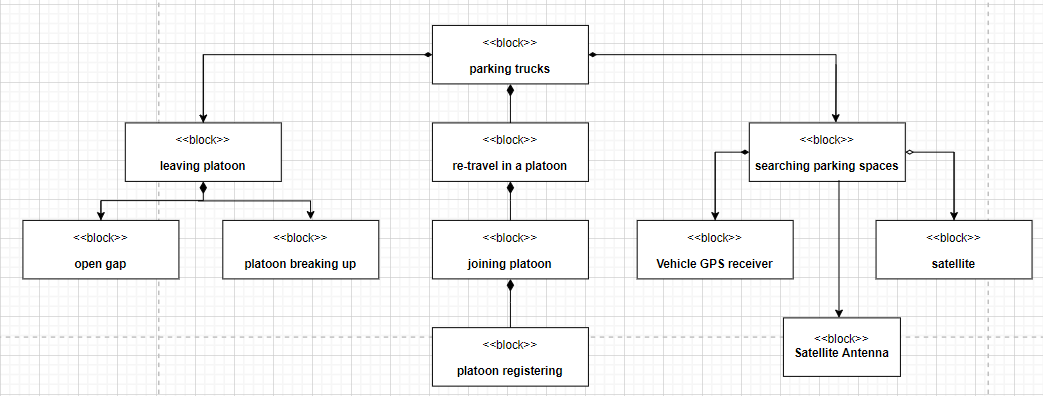 <<block>>
parking trucks
<<block>>
leaving platoon
<<block>>
re-travel in a platoon
<<block>>
searching parking spaces
<<block>>
open gap
<<block>>
platoon breaking up
<<block>>
joining platoon
<<block>>
Vehicle GPS receiver
<<block>>
satellite
<<block>>
platoon registering
<<block>>
Satellite Antenna